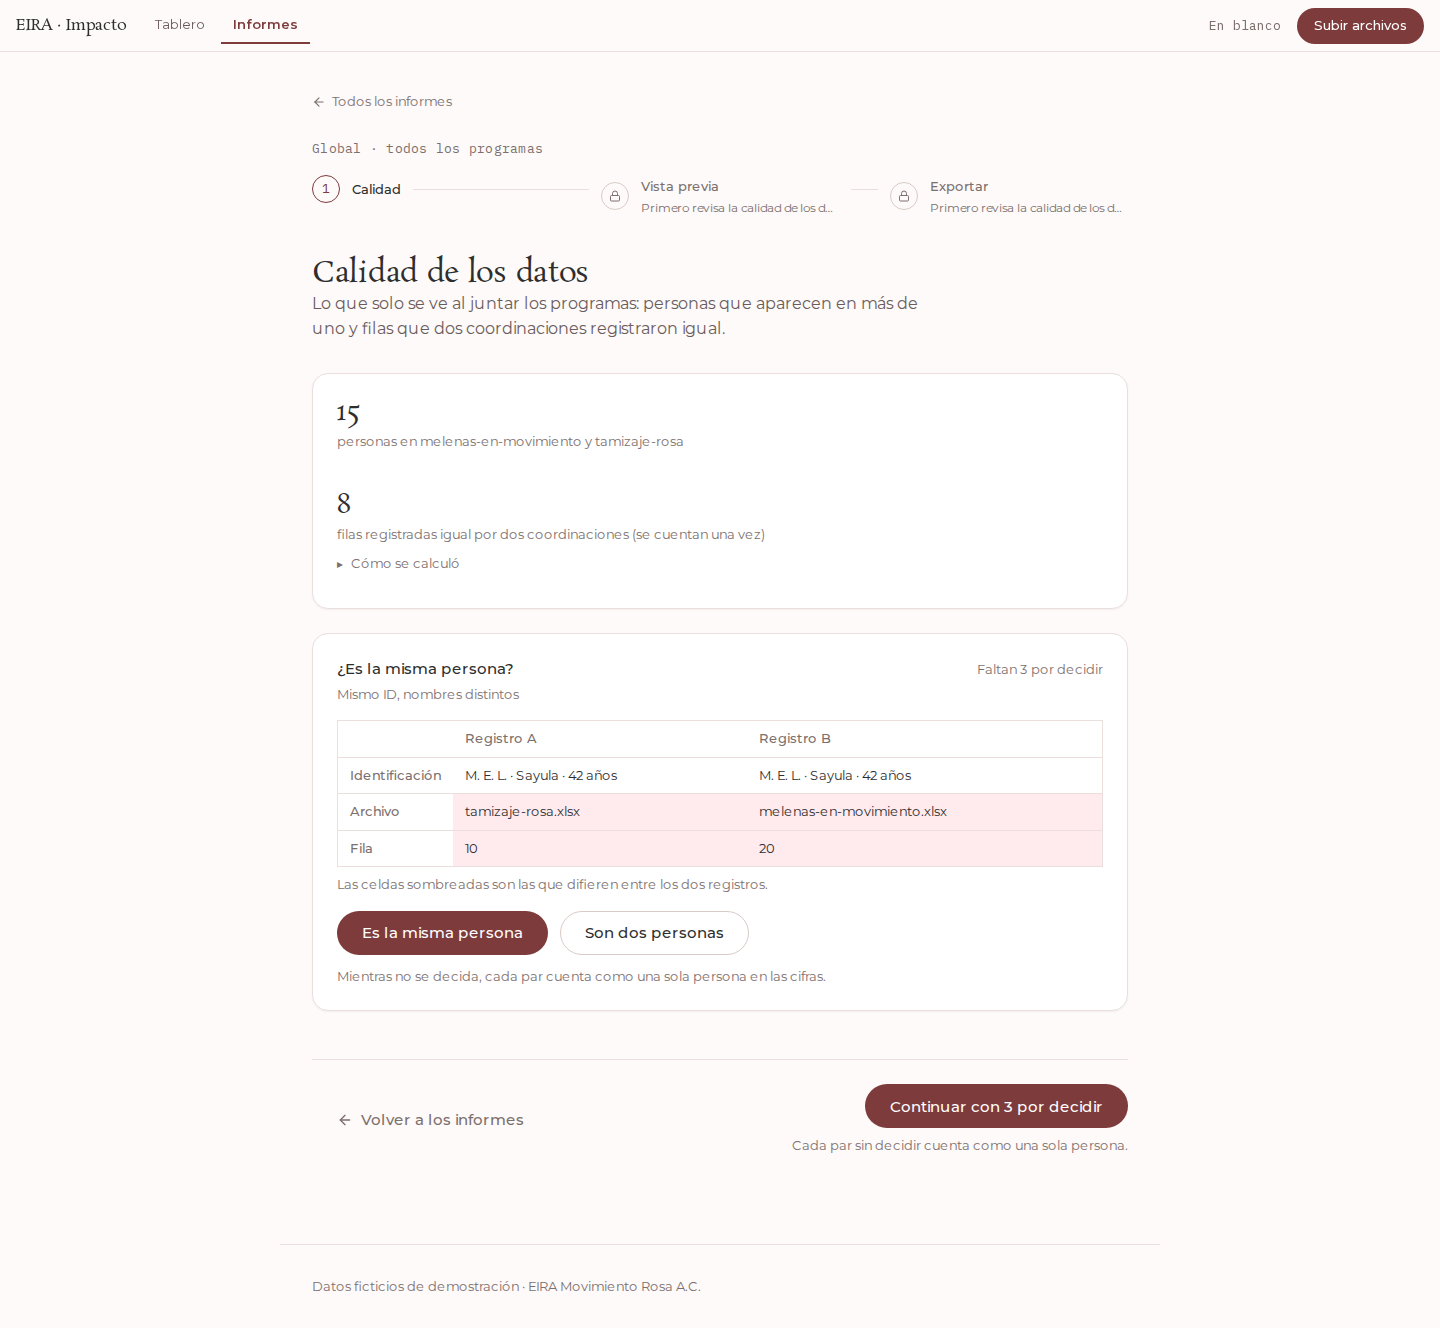 EIRA · Impacto
Tablero
Informes
En blanco
Subir archivos
← Todos los informes
Global · todos los programas
1
Calidad
Vista previa
Primero revisa la calidad de los d...
Exportar
Primero revisa la calidad de los d...
Calidad de los datos
Lo que solo se ve al juntar los programas: personas que aparecen en más de
uno y filas que dos coordinaciones registraron igual.
15
personas en melenas-en-movimiento y tamizaje-rosa
8
filas registradas igual por dos coordinaciones (se cuentan una vez)
▸ Cómo se calculó
¿Es la misma persona?
Faltan 3 por decidir
Mismo ID, nombres distintos
Registro A Registro B
Identificación M. E. L. · Sayula · 42 años M. E. L. · Sayula · 42 años
Archivo tamizaje-rosa.xlsx melenas-en-movimiento.xlsx
Fila 10 20
Las celdas sombreadas son las que difieren entre los dos registros.
Es la misma persona
Son dos personas
Mientras no se decida, cada par cuenta como una sola persona en las cifras.
← Volver a los informes
Continuar con 3 por decidir
Cada par sin decidir cuenta como una sola persona.
Datos ficticios de demostración · EIRA Movimiento Rosa A.C.